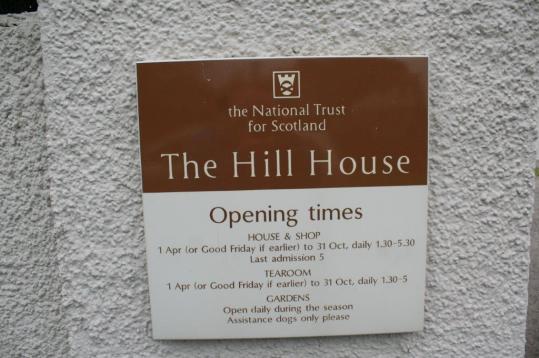 the National Trust
for Scotland
The Hill House
Opening times
HOUSE & SHOP
1 Apr (or Good Friday if earlier) to 31 Oct, daily 1.30-5.30
Last admission 5
TEAROOM
1 Apr (or Good Friday if earlier) to 31 Oct, daily 1.30-5
GARDENS
Open daily during the season
Assistance dogs only please